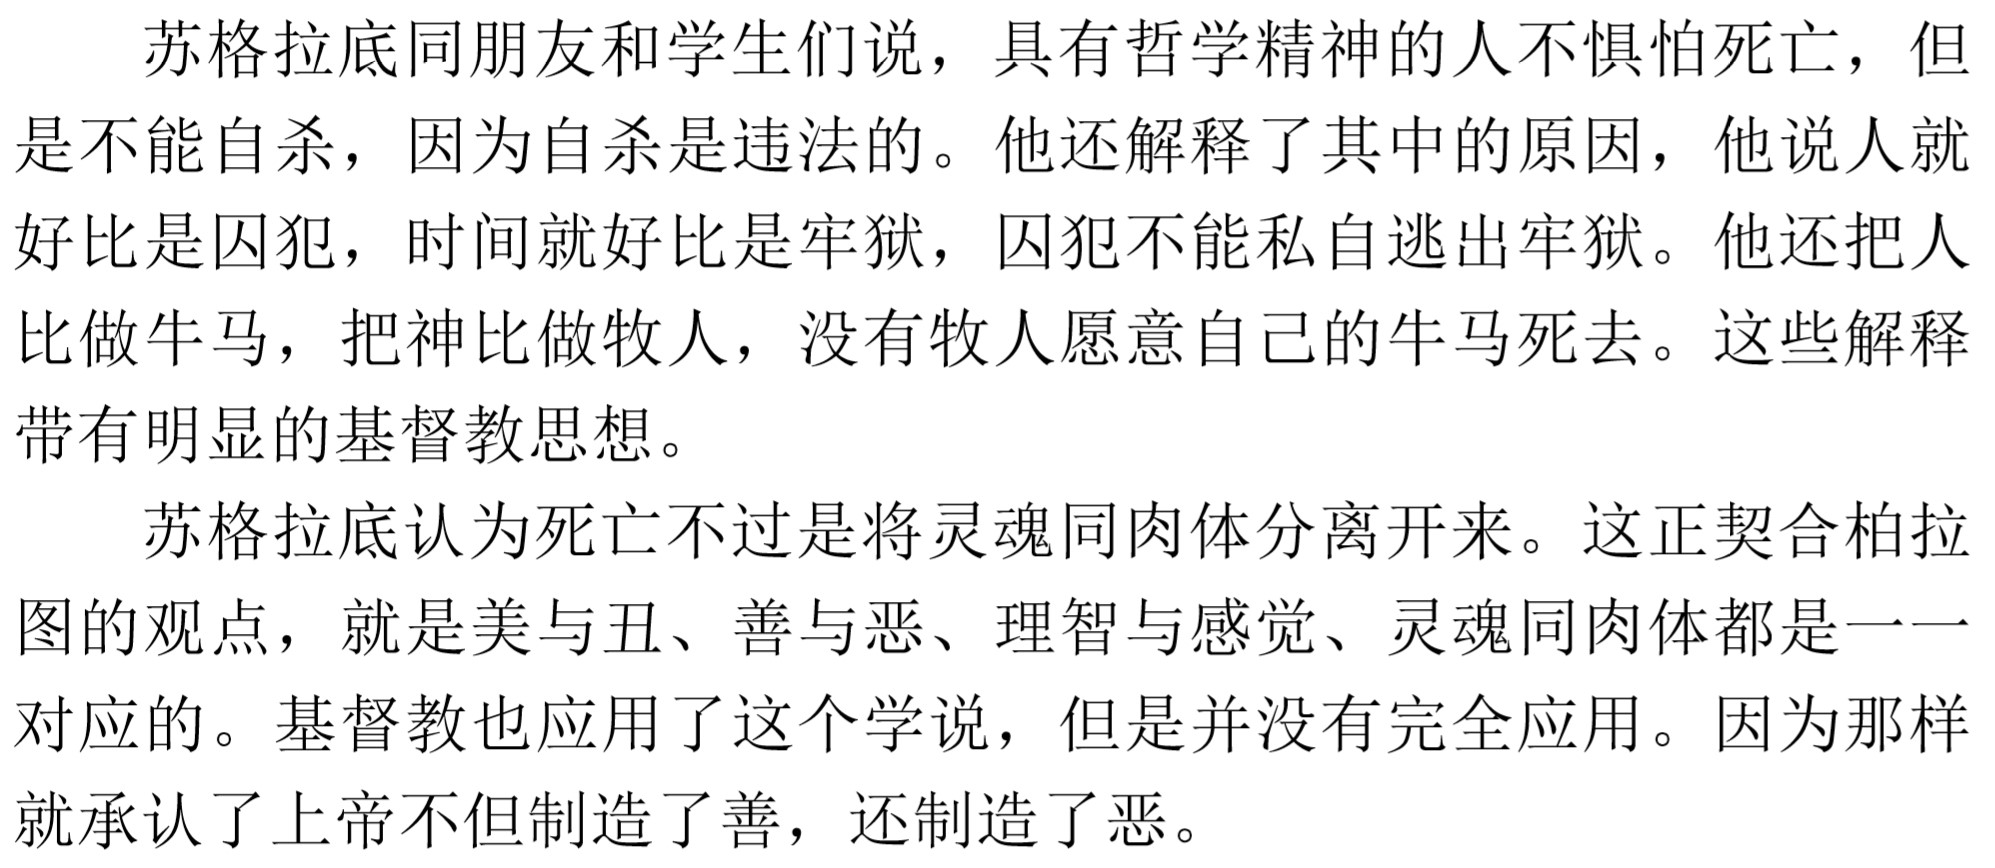 苏格拉底同朋友和学生们说，具有哲学精神的人不惧怕死亡，但
是不能自杀，因为自杀是违法的。他还解释了其中的原因，他说人就
好比是囚犯，时间就好比是牢狱，囚犯不能私自逃出牢狱。他还把人
比做牛马，把神比做牧人，没有牧人愿意自己的牛马死去。这些解释
带有明显的基督教思想。
苏格拉底认为死亡不过是将灵魂同肉体分离开来。这正契合柏拉
图的观点，就是美与丑、善与恶、理智与感觉、灵魂同肉体都是一一
对应的。基督教也应用了这个学说，但是并没有完全应用。因为那样
就承认了上帝不但制造了善，还制造了恶。